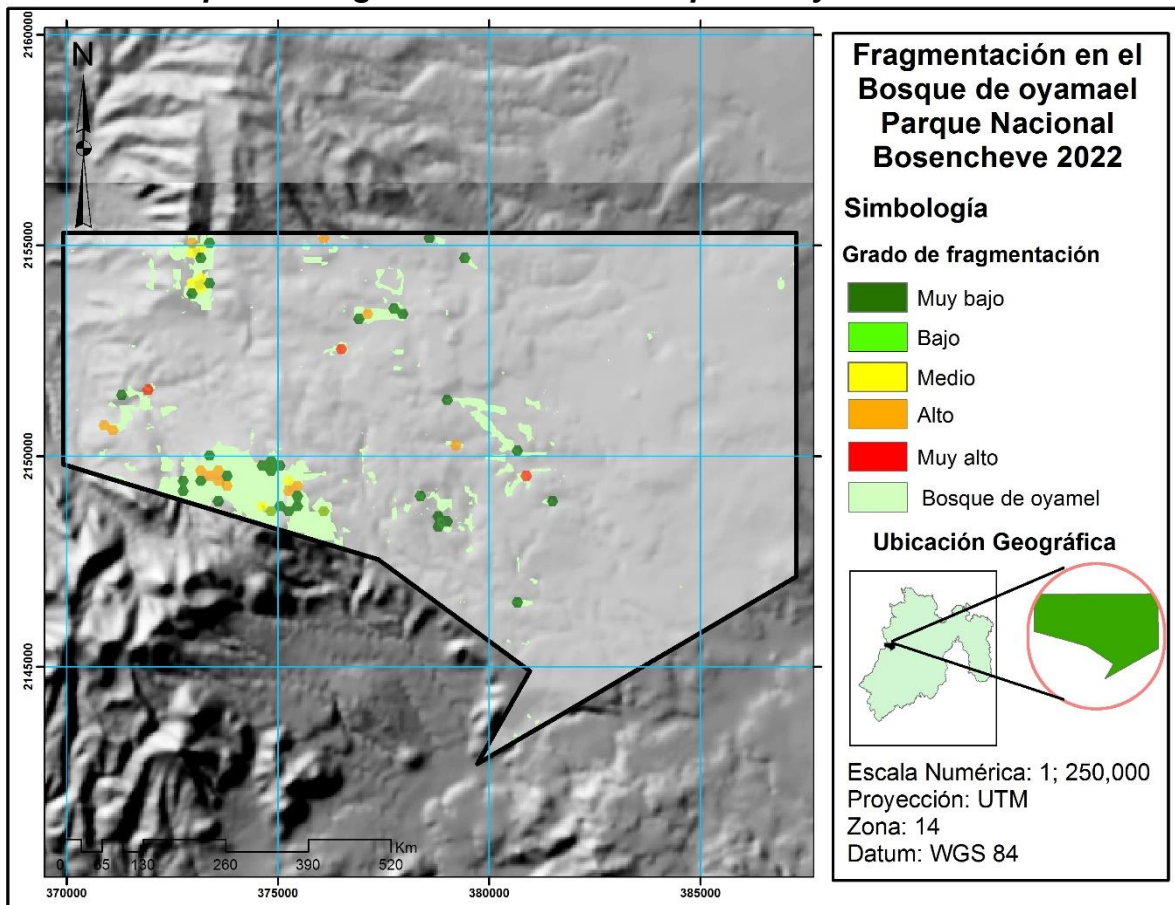 2160000
N
2155000
2150000
2145000
0 65 130 260 390 520
Km
370000 375000 380000 385000
Fragmentación en el
Bosque de oyamael
Parque Nacional
Bosencheve 2022
Simbología
Grado de fragmentación
Muy bajo
Bajo
Medio
Alto
Muy alto
Bosque de oyamel
Ubicación Geográfica
Escala Numérica: 1; 250,000
Proyección: UTM
Zona: 14
Datum: WGS 84